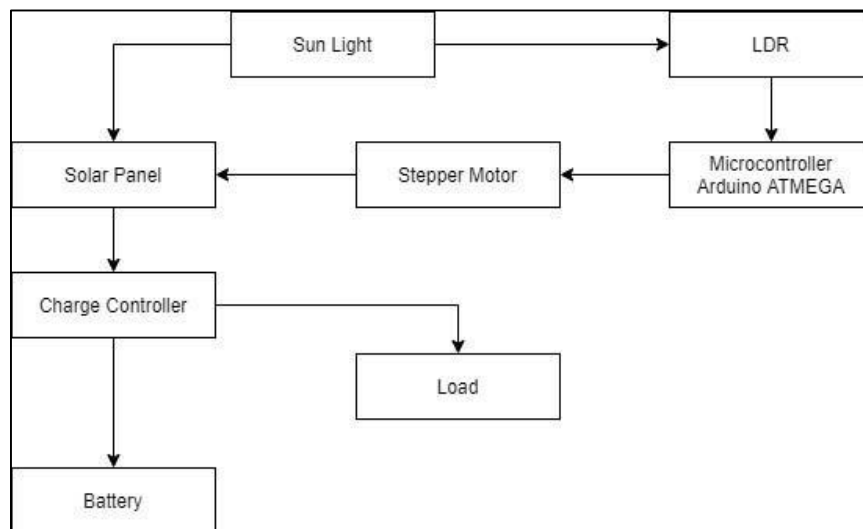 Sun Light
LDR
Solar Panel
Stepper Motor
Microcontroller
Arduino ATMEGA
Charge Controller
Load
Battery